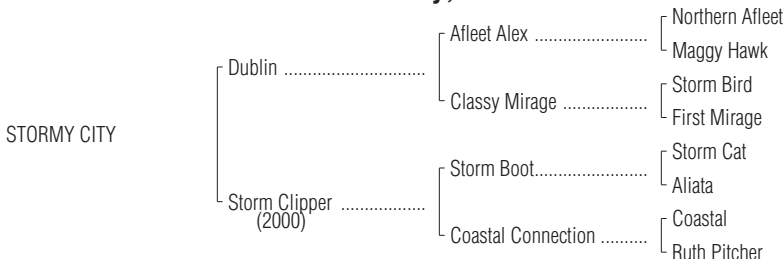 Northern Afleet
Afleet Alex ...........................
Maggy Hawk
Dublin .................................
Storm Bird
Classy Mirage ....................
First Mirage
STORMY CITY
Storm Cat
Storm Boot...........................
Aliata
Storm Clipper ....................
(2000)
Coastal
Coastal Connection ..........
Ruth Pitcher